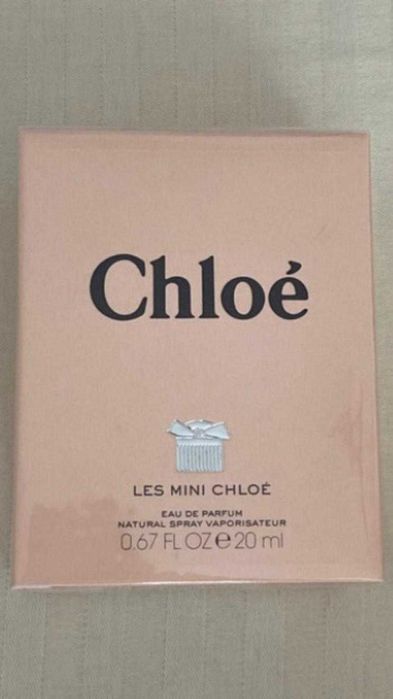 Chloé
LES MINI CHLOÉ
EAU DE PARFUM
NATURAL SPRAY VAPORISATEUR
0.67 FL OZ ℮ 20 ml